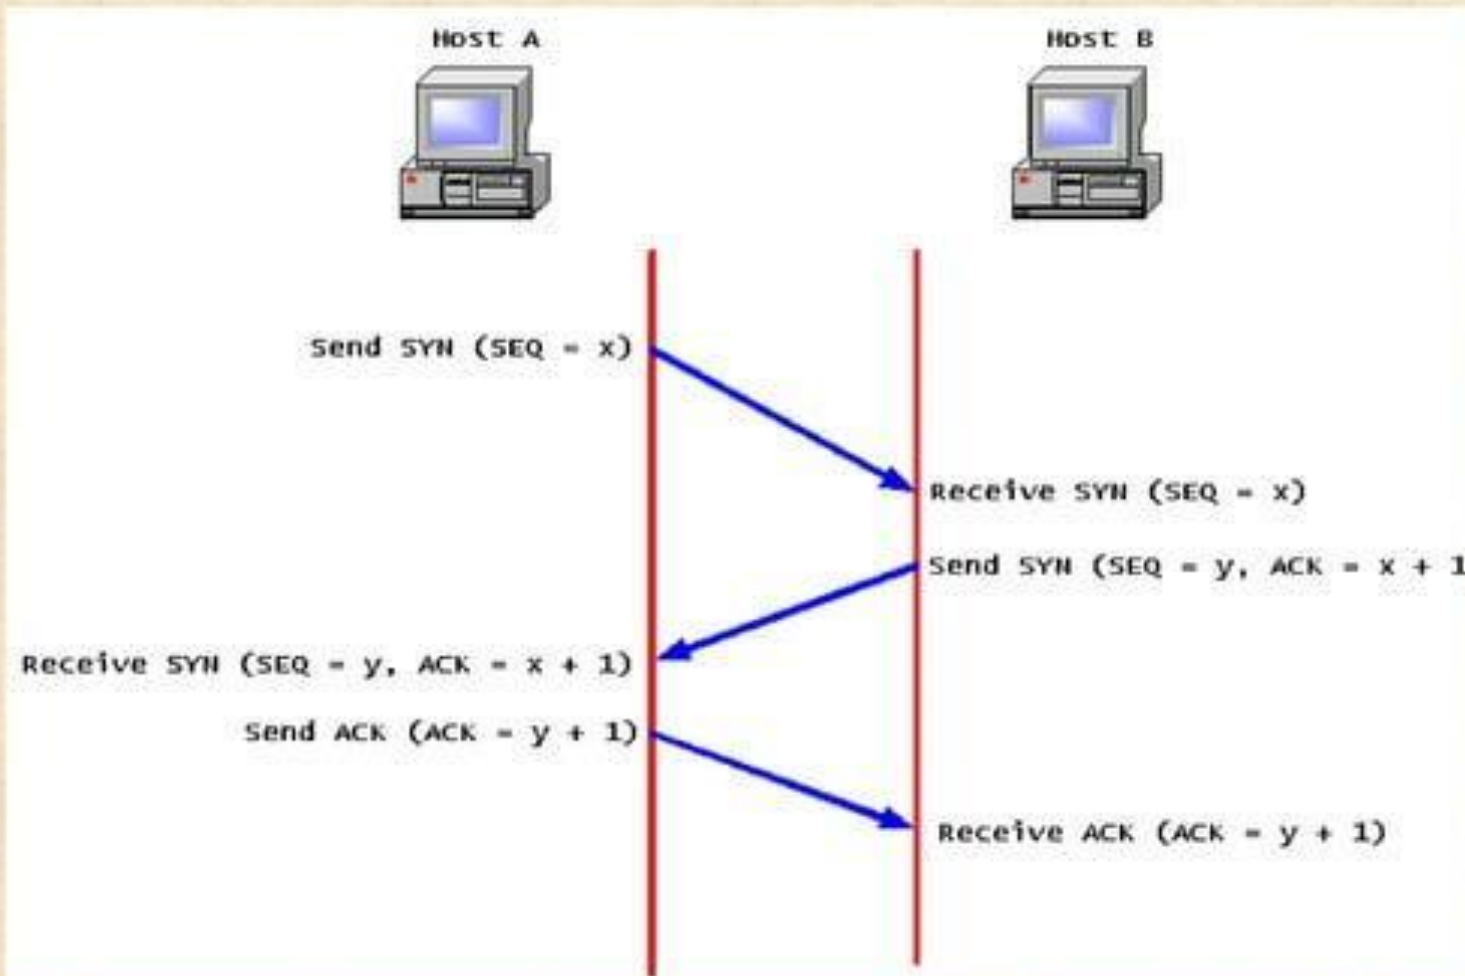 Host A
Host B
Send SYN (SEQ = x)
Receive SYN (SEQ = x)
Send SYN (SEQ = y, ACK = x + 1
Receive SYN (SEQ = y, ACK = x + 1)
Send ACK (ACK = y + 1)
Receive ACK (ACK = y + 1)